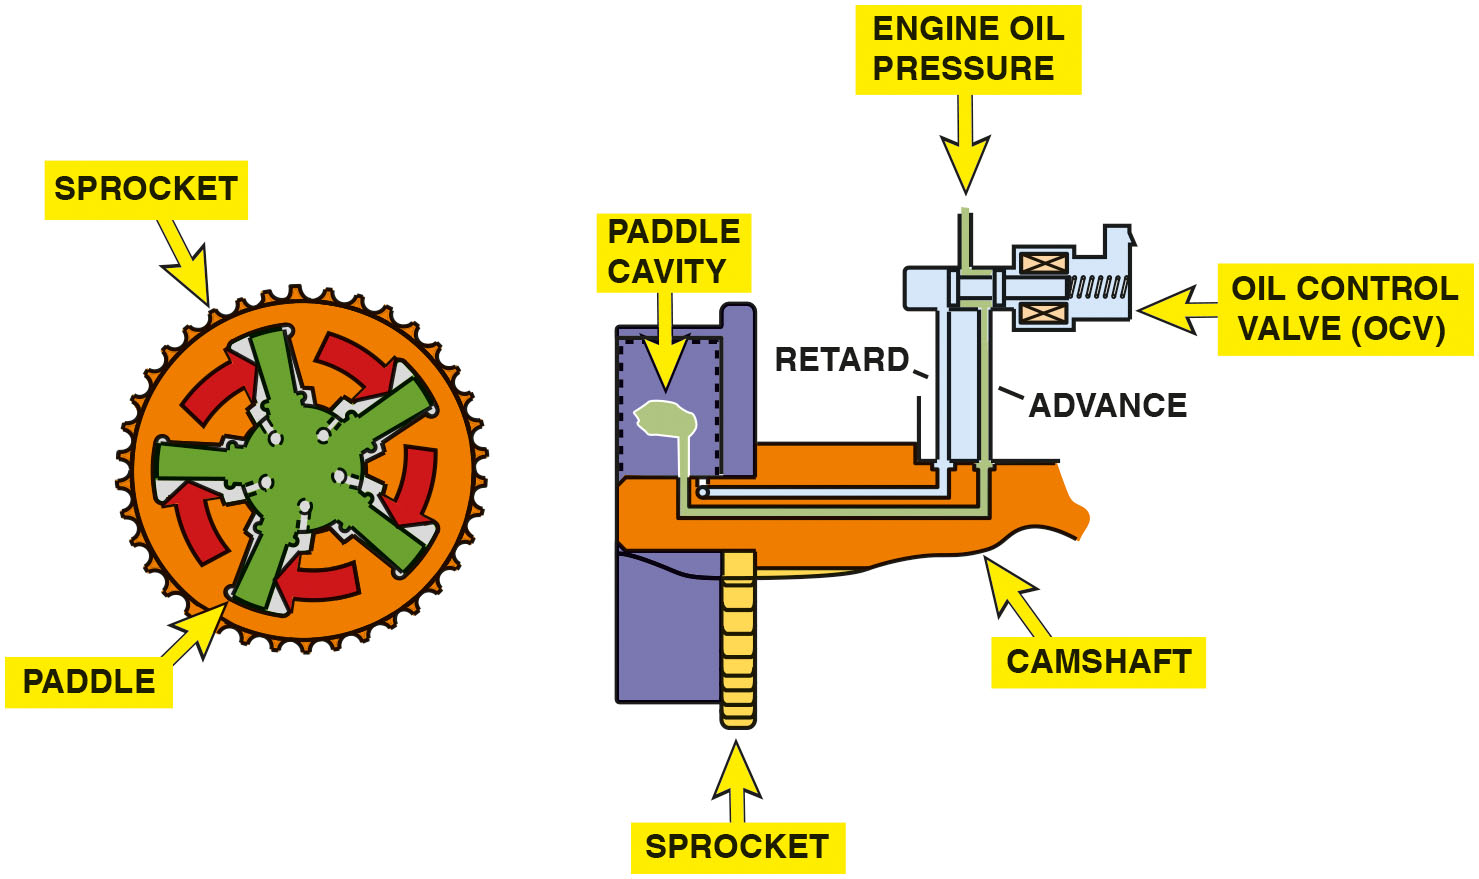 ENGINE OIL
PRESSURE
SPROCKET
PADDLE
CAVITY
OIL CONTROL
VALVE (OCV)
RETARD
ADVANCE
CAMSHAFT
PADDLE
SPROCKET